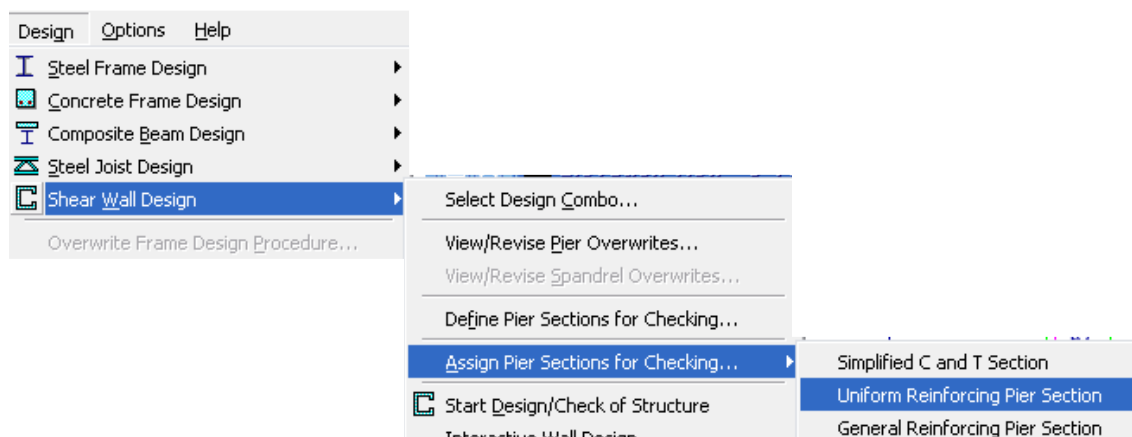 Design Options Help
Steel Frame Design
Concrete Frame Design
Composite Beam Design
Steel Joist Design
Shear Wall Design
Overwrite Frame Design Procedure...
Select Design Combo...
View/Revise Pier Overwrites...
View/Revise Spandrel Overwrites...
Define Pier Sections for Checking...
Assign Pier Sections for Checking...
Start Design/Check of Structure
Interactive Wall Design
Simplified C and T Section
Uniform Reinforcing Pier Section
General Reinforcing Pier Section